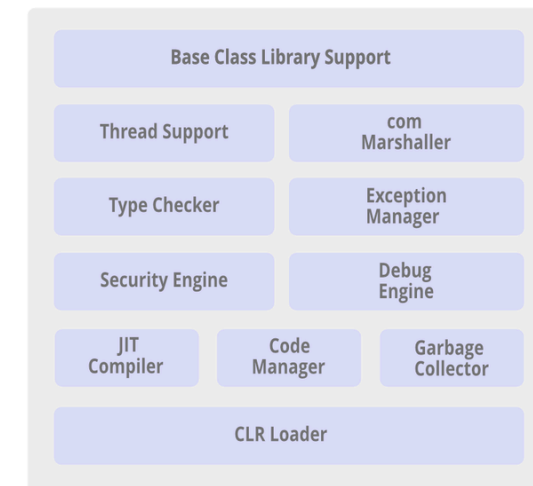 Base Class Library Support
Thread Support
com
Marshaller
Type Checker
Exception
Manager
Security Engine
Debug
Engine
JIT
Compiler
Code
Manager
Garbage
Collector
CLR Loader